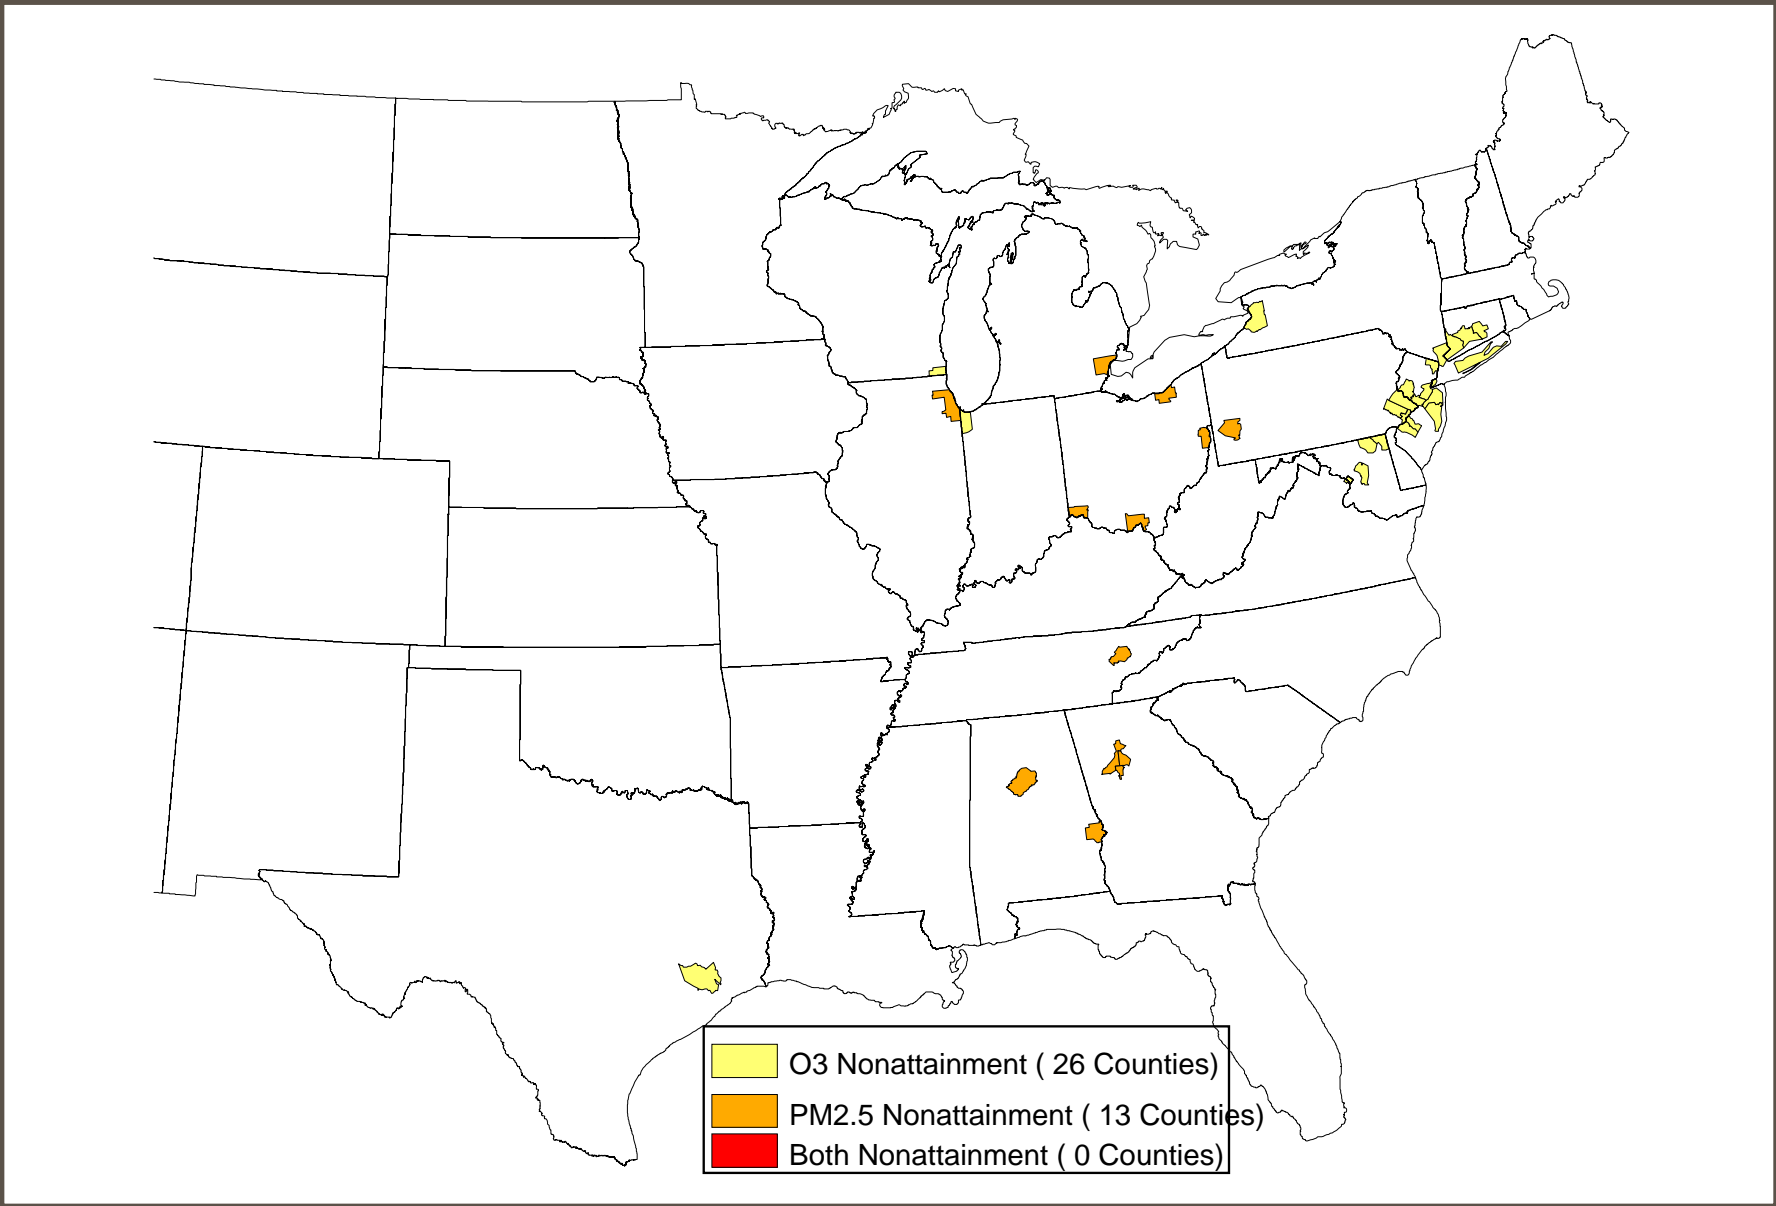 O3 Nonattainment ( 26 Counties)
PM2.5 Nonattainment ( 13 Counties)
Both Nonattainment ( 0 Counties)